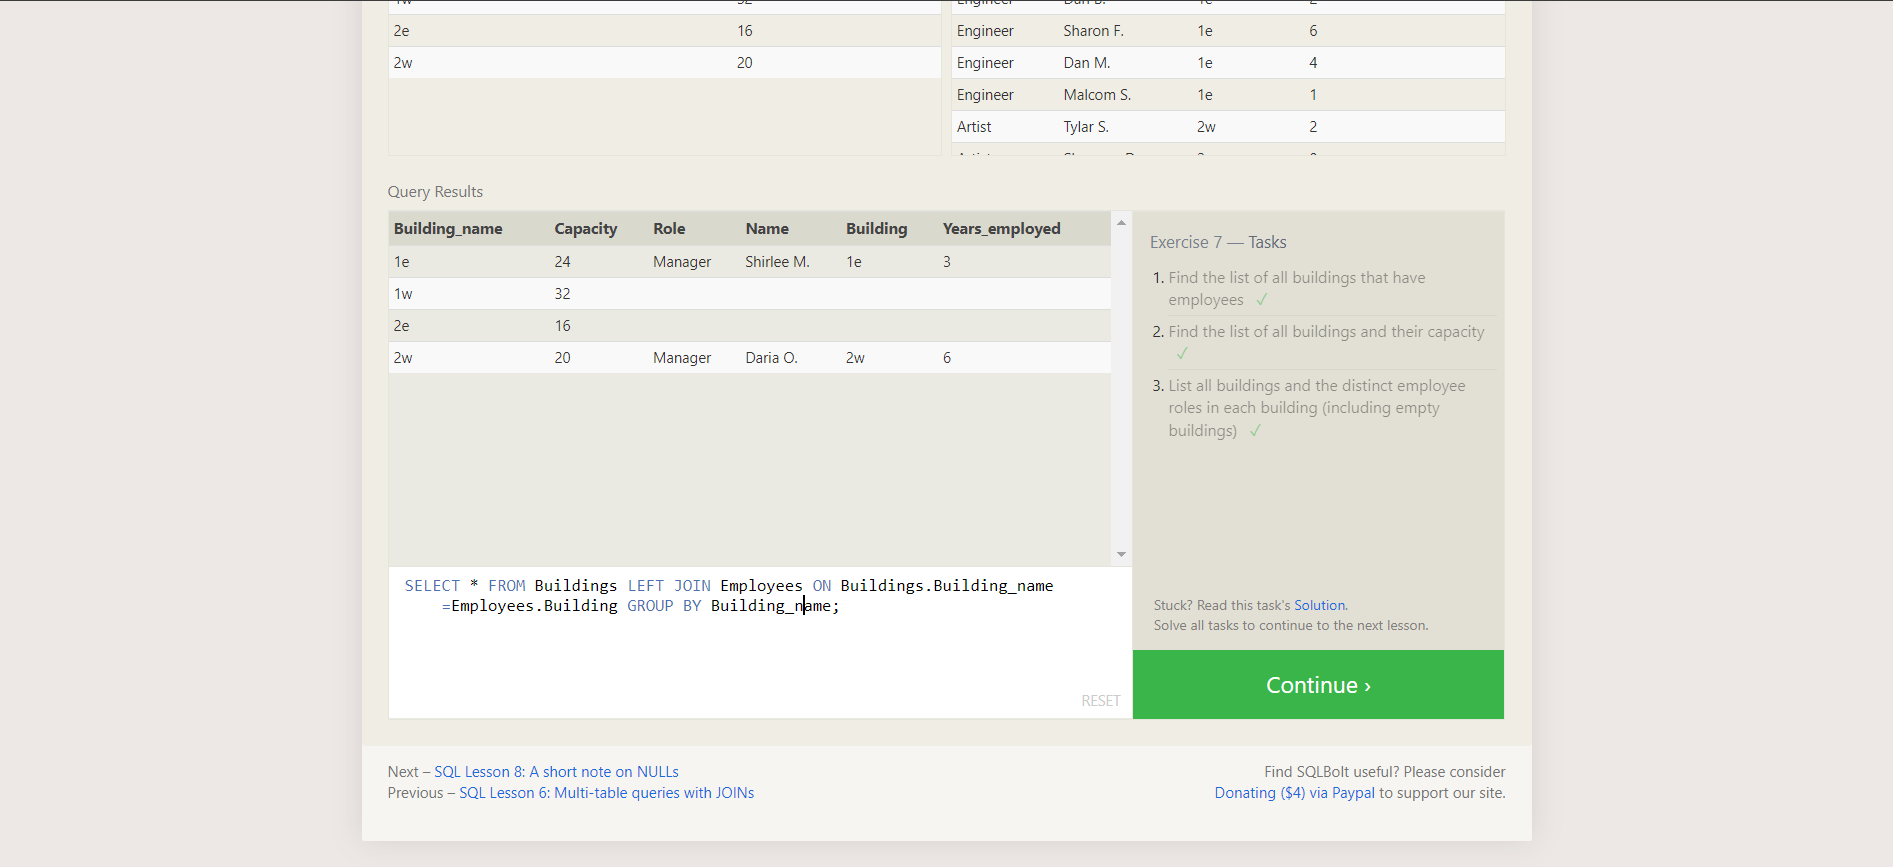 2e 16
2w 20
Engineer Sharon F. 1e 6
Engineer Dan M. 1e 4
Engineer Malcom S. 1e 1
Artist Tylar S. 2w 2
Query Results
Building_name Capacity Role Name Building Years_employed
1e 24 Manager Shirlee M. 1e 3
1w 32
2e 16
2w 20 Manager Daria O. 2w 6
SELECT * FROM Buildings LEFT JOIN Employees ON Buildings.Building_name
=Employees.Building GROUP BY Building_name;
RESET
Exercise 7 — Tasks
1. Find the list of all buildings that have
employees ✓
2. Find the list of all buildings and their capacity
✓
3. List all buildings and the distinct employee
roles in each building (including empty
buildings) ✓
Stuck? Read this task's Solution.
Solve all tasks to continue to the next lesson.
Continue ›
Next – SQL Lesson 8: A short note on NULLs
Previous – SQL Lesson 6: Multi-table queries with JOINs
Find SQLBolt useful? Please consider
Donating ($4) via Paypal to support our site.